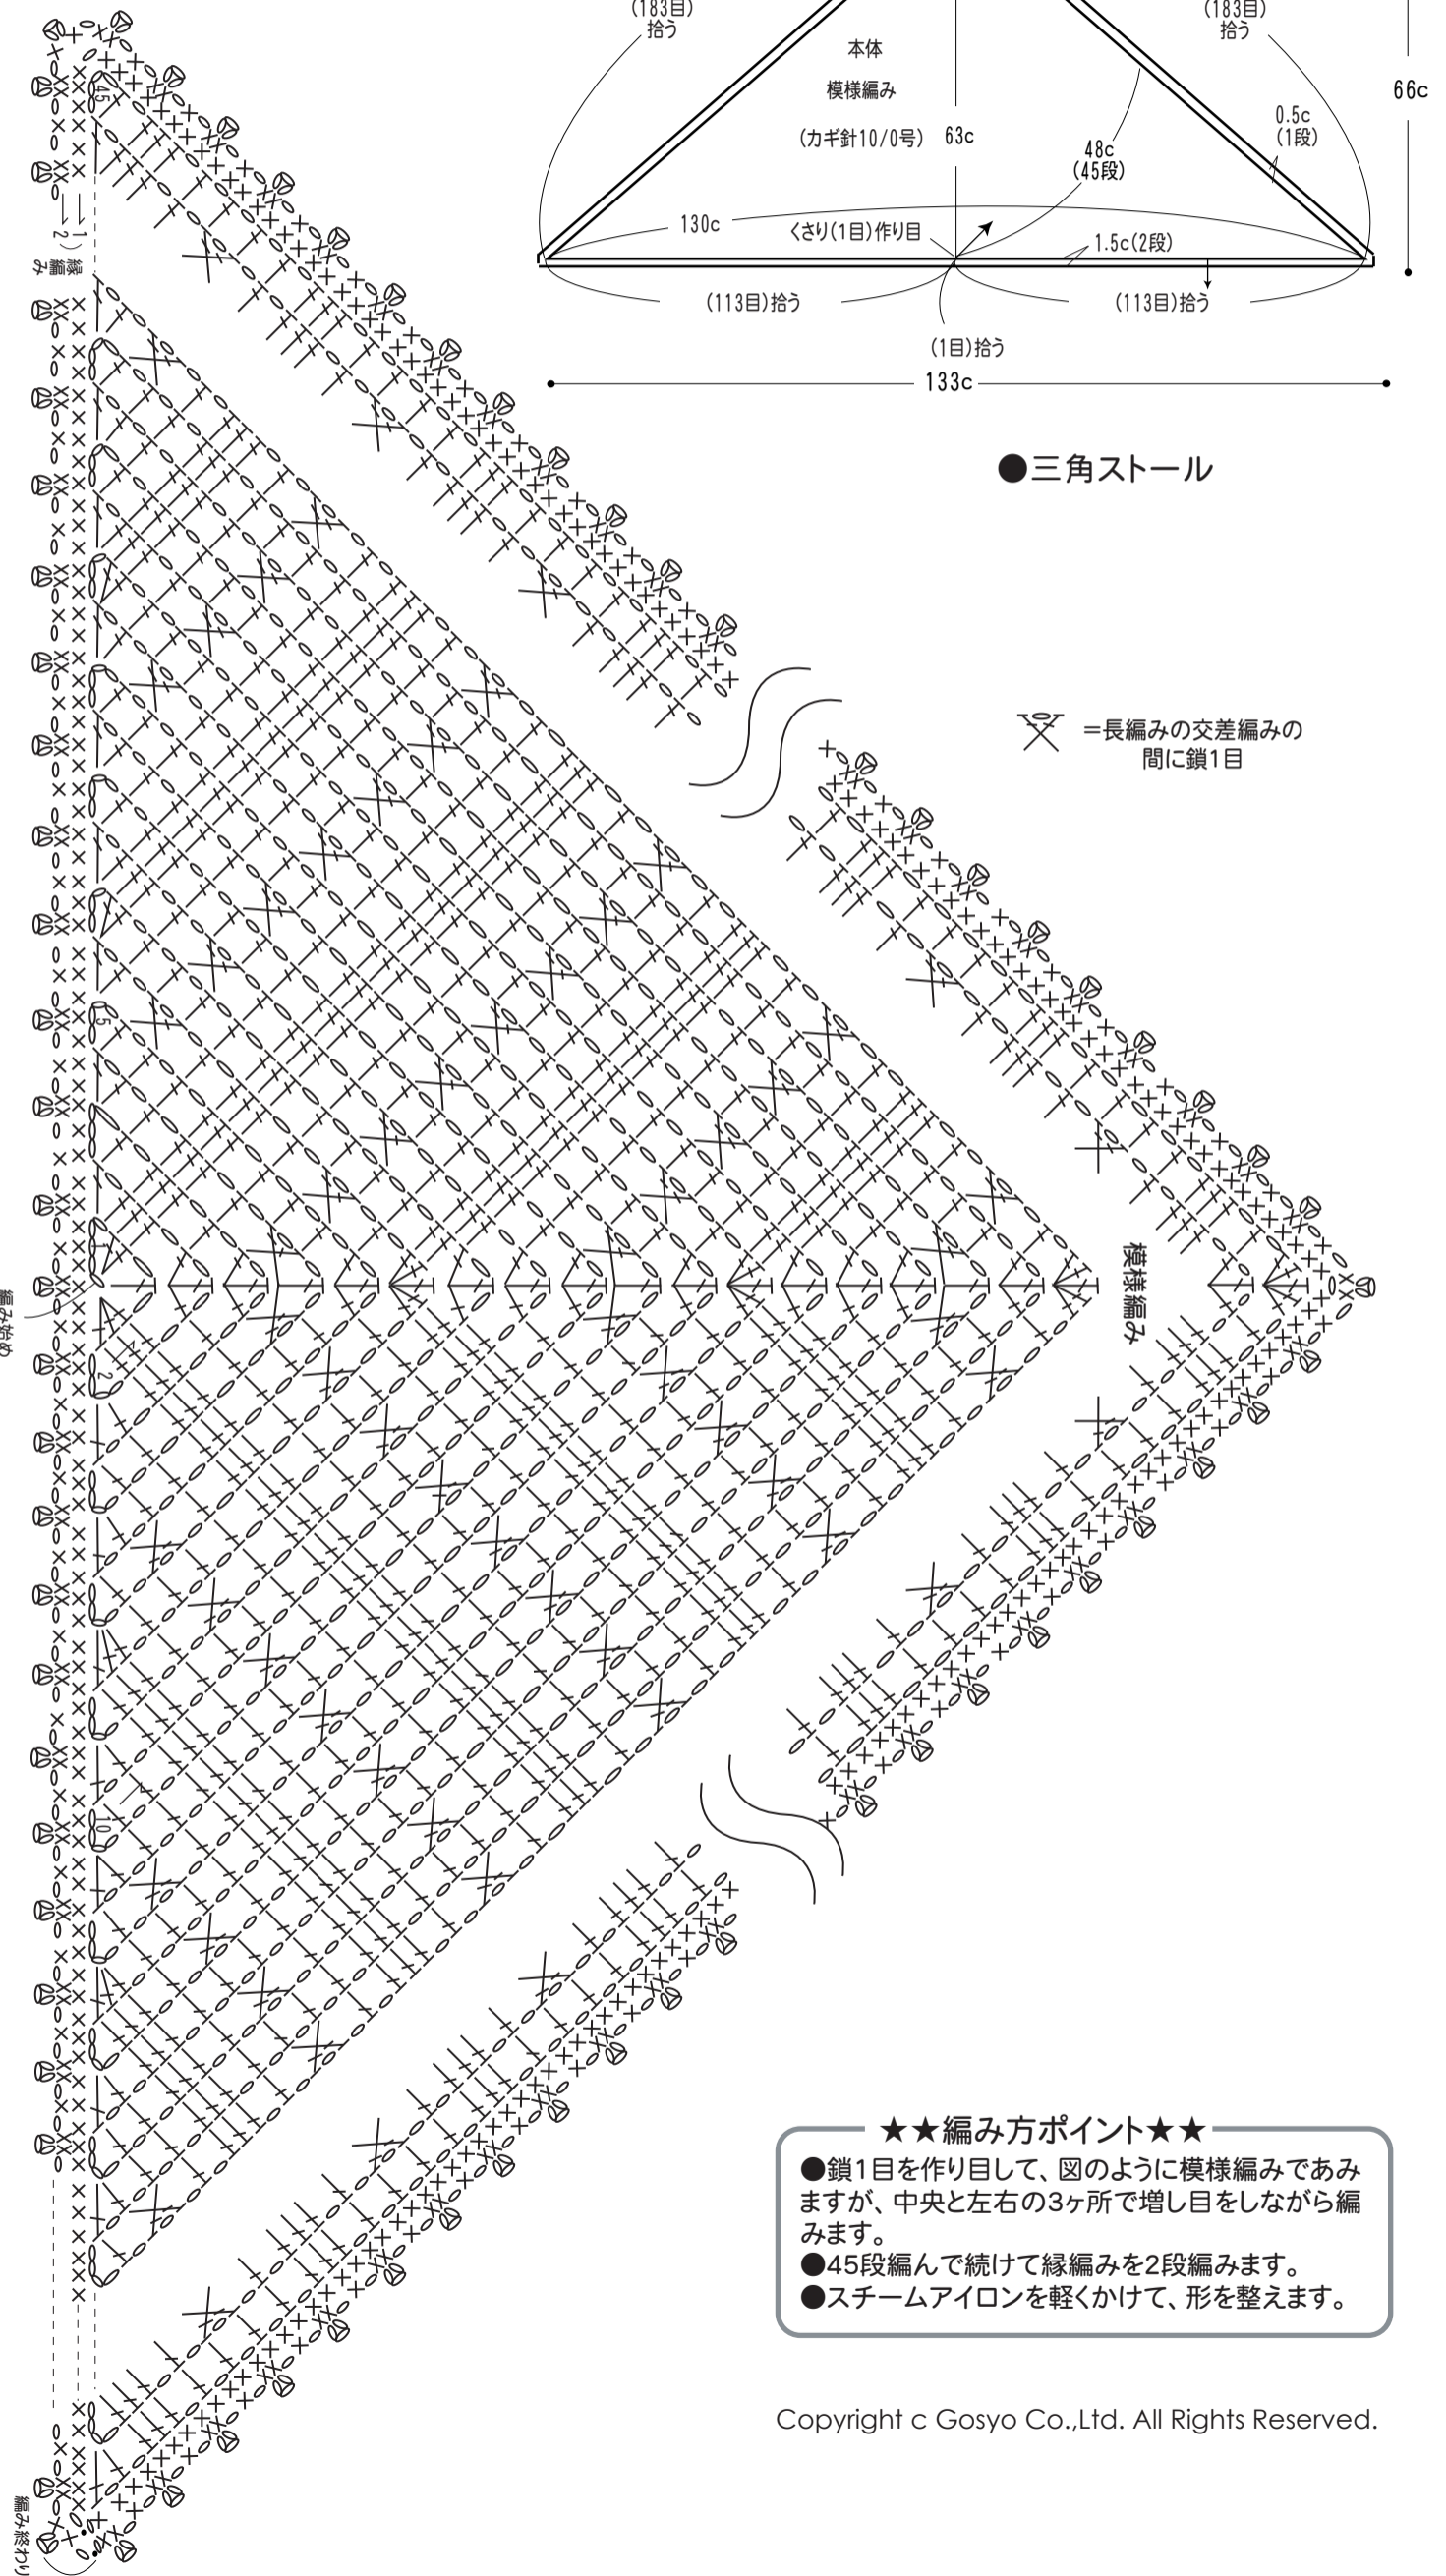 (183目)
拾う
(183目)
拾う
本体
模様編み
(カギ針10/0号)
63c
66c
0.5c
(1段)
48c
(45段)
130c
くさり(1目)作り目
1.5c(2段)
(113目)拾う
(113目)拾う
(1目)拾う
133c
●三角ストール
=長編みの交差編みの
間に鎖1目
45
1
2
縁編み
5
1
編み始め
2
10
模様編み
編み終わり
★★編み方ポイント★★
●鎖1目を作り目して、図のように模様編みであみ
ますが、中央と左右の3ヶ所で増し目をしながら編
みます。
●45段編んで続けて縁編みを2段編みます。
●スチームアイロンを軽くかけて、形を整えます。
Copyright c Gosyo Co.,Ltd. All Rights Reserved.